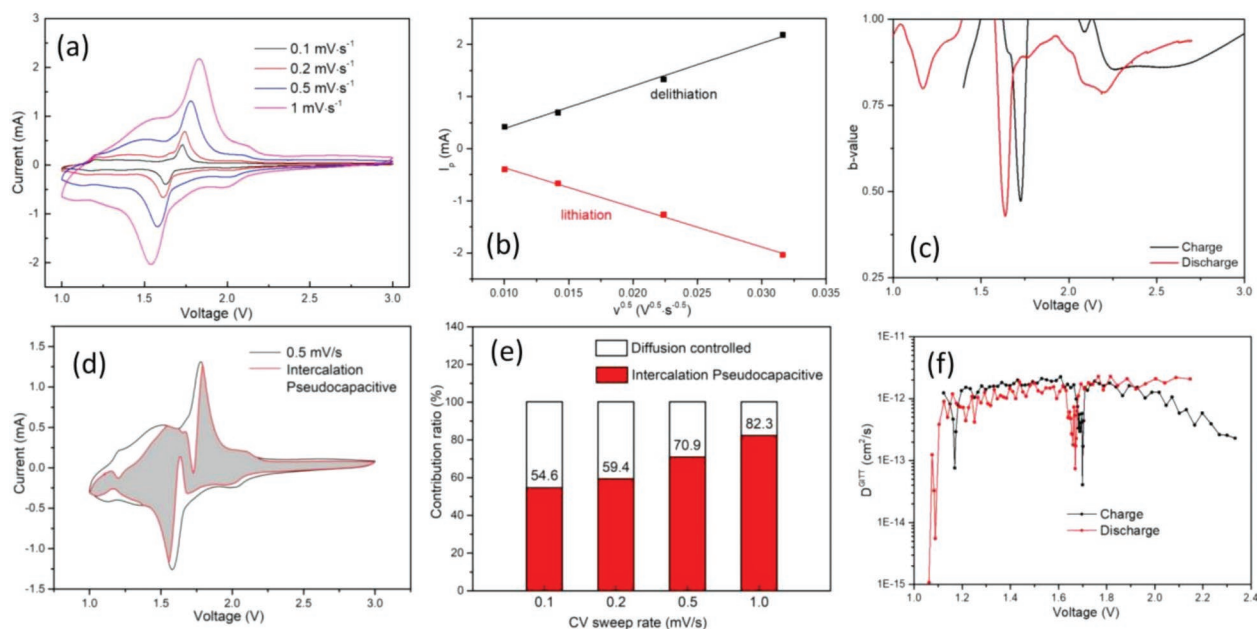 (a)
0.1 mV·s⁻¹
0.2 mV·s⁻¹
0.5 mV·s⁻¹
1 mV·s⁻¹
3
2
1
0
-1
-2
Current (mA)
1.0 1.5 2.0 2.5 3.0
Voltage (V)
2
1
0
-1
-2
Iₚ (mA)
delithiation
lithiation
(b)
0.010 0.015 0.020 0.025 0.030 0.035
v⁰·⁵ (V⁰·⁵·s⁻⁰·⁵)
1.00
0.75
0.50
0.25
b-value
(c)
Charge
Discharge
1.0 1.5 2.0 2.5 3.0
Voltage (V)
(d)
0.5 mV/s
Intercalation
Pseudocapacitive
1.5
1.0
0.5
0.0
-0.5
-1.0
1.5
Current (mA)
1.0 1.5 2.0 2.5 3.0
Voltage (V)
(e)
Diffusion controlled
Intercalation Pseudocapacitive
140
120
100
80
60
40
20
0
Contribution ratio (%)
54.6 59.4 70.9 82.3
0.1 0.2 0.5 1.0
CV sweep rate (mV/s)
(f)
1E-11
1E-12
1E-13
1E-14
1E-15
Dᴳᴵᵀᵀ (cm²/s)
Charge
Discharge
1.0 1.2 1.4 1.6 1.8 2.0 2.2 2.4
Voltage (V)